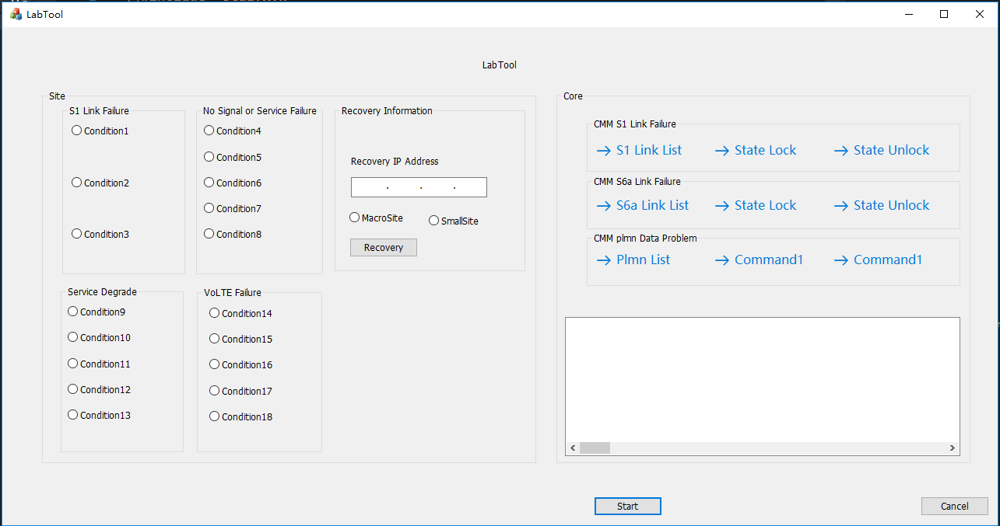 LabTool
LabTool
Site
S1 Link Failure
Condition1
Condition2
Condition3
No Signal or Service Failure
Condition4
Condition5
Condition6
Condition7
Condition8
Recovery Information
Recovery IP Address
. . .
MacroSite
SmallSite
Recovery
Service Degrade
Condition9
Condition10
Condition11
Condition12
Condition13
VoLTE Failure
Condition14
Condition15
Condition16
Condition17
Condition18
Core
CMM S1 Link Failure
→ S1 Link List → State Lock → State Unlock
CMM S6a Link Failure
→ S6a Link List → State Lock → State Unlock
CMM plmn Data Problem
→ Plmn List → Command1 → Command1
Start
Cancel